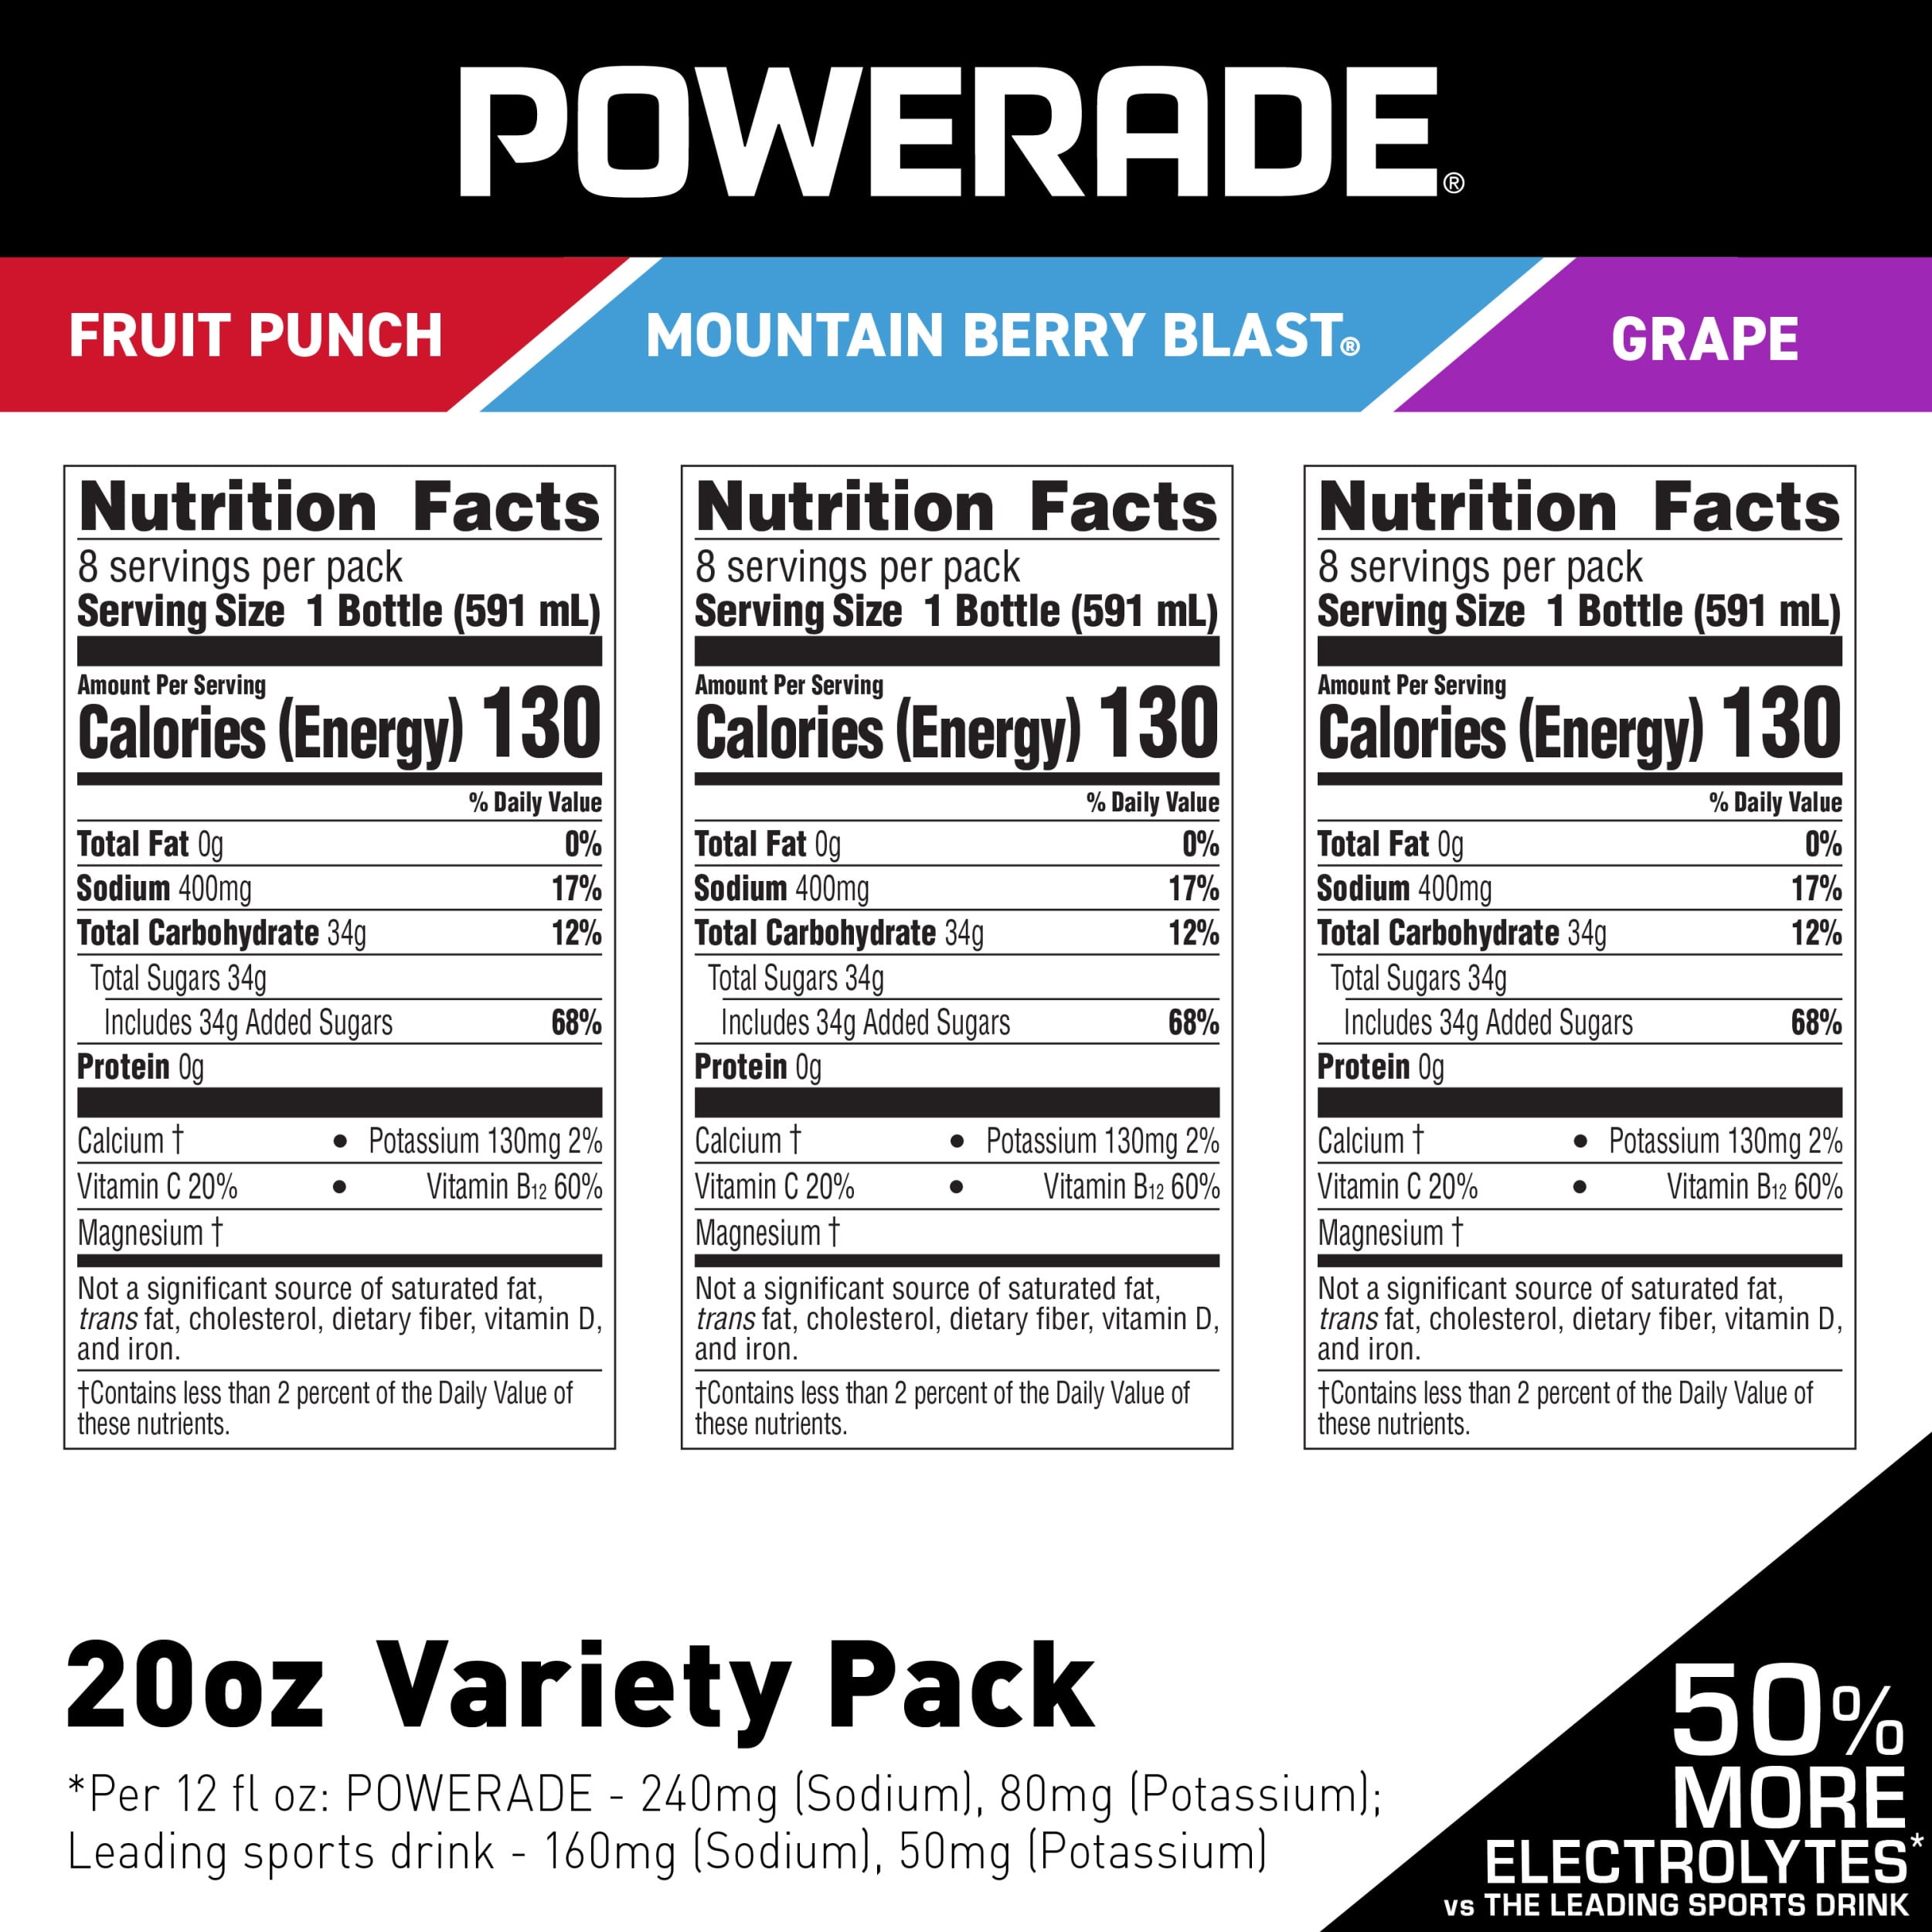 POWERADE®
FRUIT PUNCH
MOUNTAIN BERRY BLAST®
GRAPE
Nutrition Facts
8 servings per pack
Serving Size 1 Bottle (591 mL)
Amount Per Serving
Calories (Energy) 130
% Daily Value
Total Fat 0g 0%
Sodium 400mg 17%
Total Carbohydrate 34g 12%
Total Sugars 34g
Includes 34g Added Sugars 68%
Protein 0g
Calcium † • Potassium 130mg 2%
Vitamin C 20% • Vitamin B12 60%
Magnesium †
Not a significant source of saturated fat,
trans fat, cholesterol, dietary fiber, vitamin D,
and iron.
†Contains less than 2 percent of the Daily Value of
these nutrients.
Nutrition Facts
8 servings per pack
Serving Size 1 Bottle (591 mL)
Amount Per Serving
Calories (Energy) 130
% Daily Value
Total Fat 0g 0%
Sodium 400mg 17%
Total Carbohydrate 34g 12%
Total Sugars 34g
Includes 34g Added Sugars 68%
Protein 0g
Calcium † • Potassium 130mg 2%
Vitamin C 20% • Vitamin B12 60%
Magnesium †
Not a significant source of saturated fat,
trans fat, cholesterol, dietary fiber, vitamin D,
and iron.
†Contains less than 2 percent of the Daily Value of
these nutrients.
Nutrition Facts
8 servings per pack
Serving Size 1 Bottle (591 mL)
Amount Per Serving
Calories (Energy) 130
% Daily Value
Total Fat 0g 0%
Sodium 400mg 17%
Total Carbohydrate 34g 12%
Total Sugars 34g
Includes 34g Added Sugars 68%
Protein 0g
Calcium † • Potassium 130mg 2%
Vitamin C 20% • Vitamin B12 60%
Magnesium †
Not a significant source of saturated fat,
trans fat, cholesterol, dietary fiber, vitamin D,
and iron.
†Contains less than 2 percent of the Daily Value of
these nutrients.
20oz Variety Pack
*Per 12 fl oz: POWERADE - 240mg (Sodium), 80mg (Potassium);
Leading sports drink - 160mg (Sodium), 50mg (Potassium)
50%
MORE
ELECTROLYTES*
vs THE LEADING SPORTS DRINK